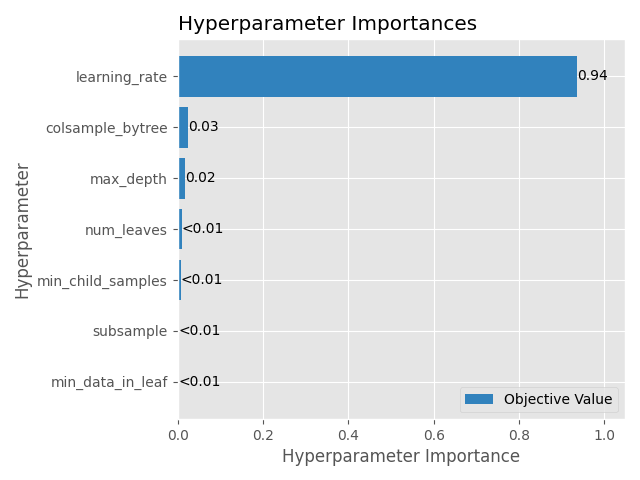 Hyperparameter Importances
learning_rate
0.94
colsample_bytree
0.03
max_depth
0.02
num_leaves
<0.01
min_child_samples
<0.01
subsample
<0.01
min_data_in_leaf
<0.01
Hyperparameter
Objective Value
0.0 0.2 0.4 0.6 0.8 1.0
Hyperparameter Importance